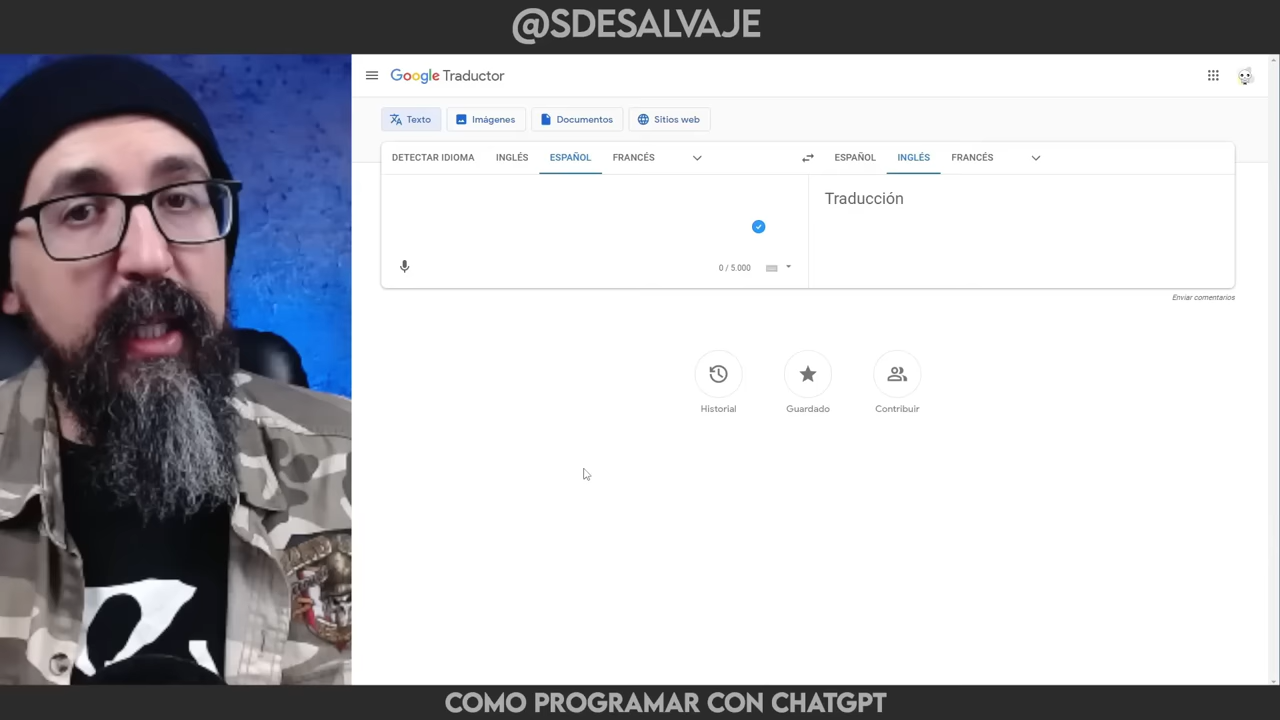 @SDESALVAJE
Google Traductor
Texto
Imágenes
Documentos
Sitios web
DETECTAR IDIOMA INGLÉS ESPAÑOL FRANCÉS
ESPAÑOL INGLÉS FRANCÉS
Traducción
0 / 5.000
Enviar comentarios
Historial
Guardado
Contribuir
COMO PROGRAMAR CON CHATGPT